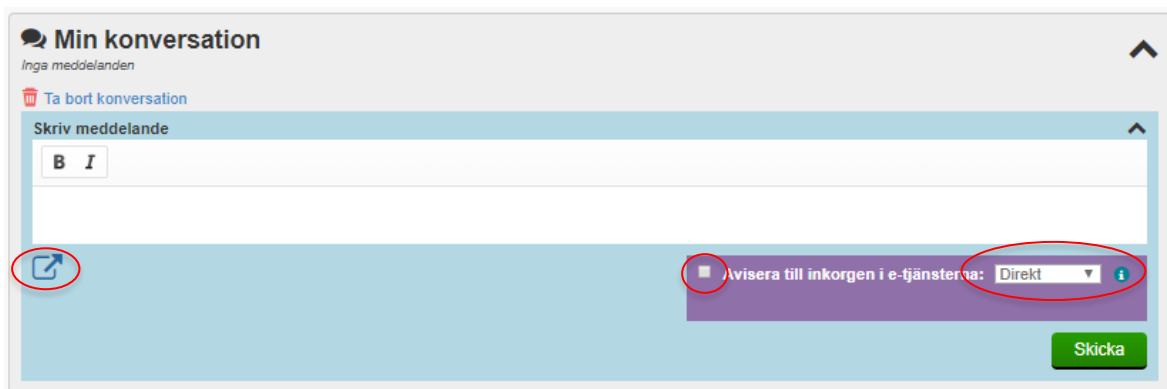 Min konversation
Inga meddelanden
Ta bort konversation
Skriv meddelande
B I
Avisera till inkorgen i e-tjänsterna: Direkt
Skicka